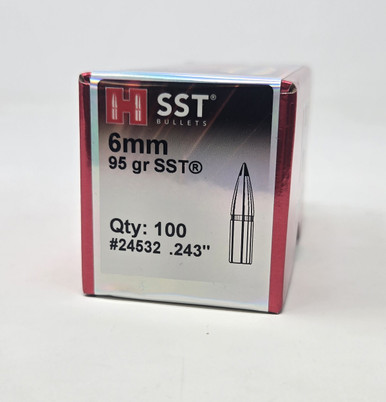 H SST®
BULLETS
6mm
95 gr SST®
Qty: 100
#24532 .243"